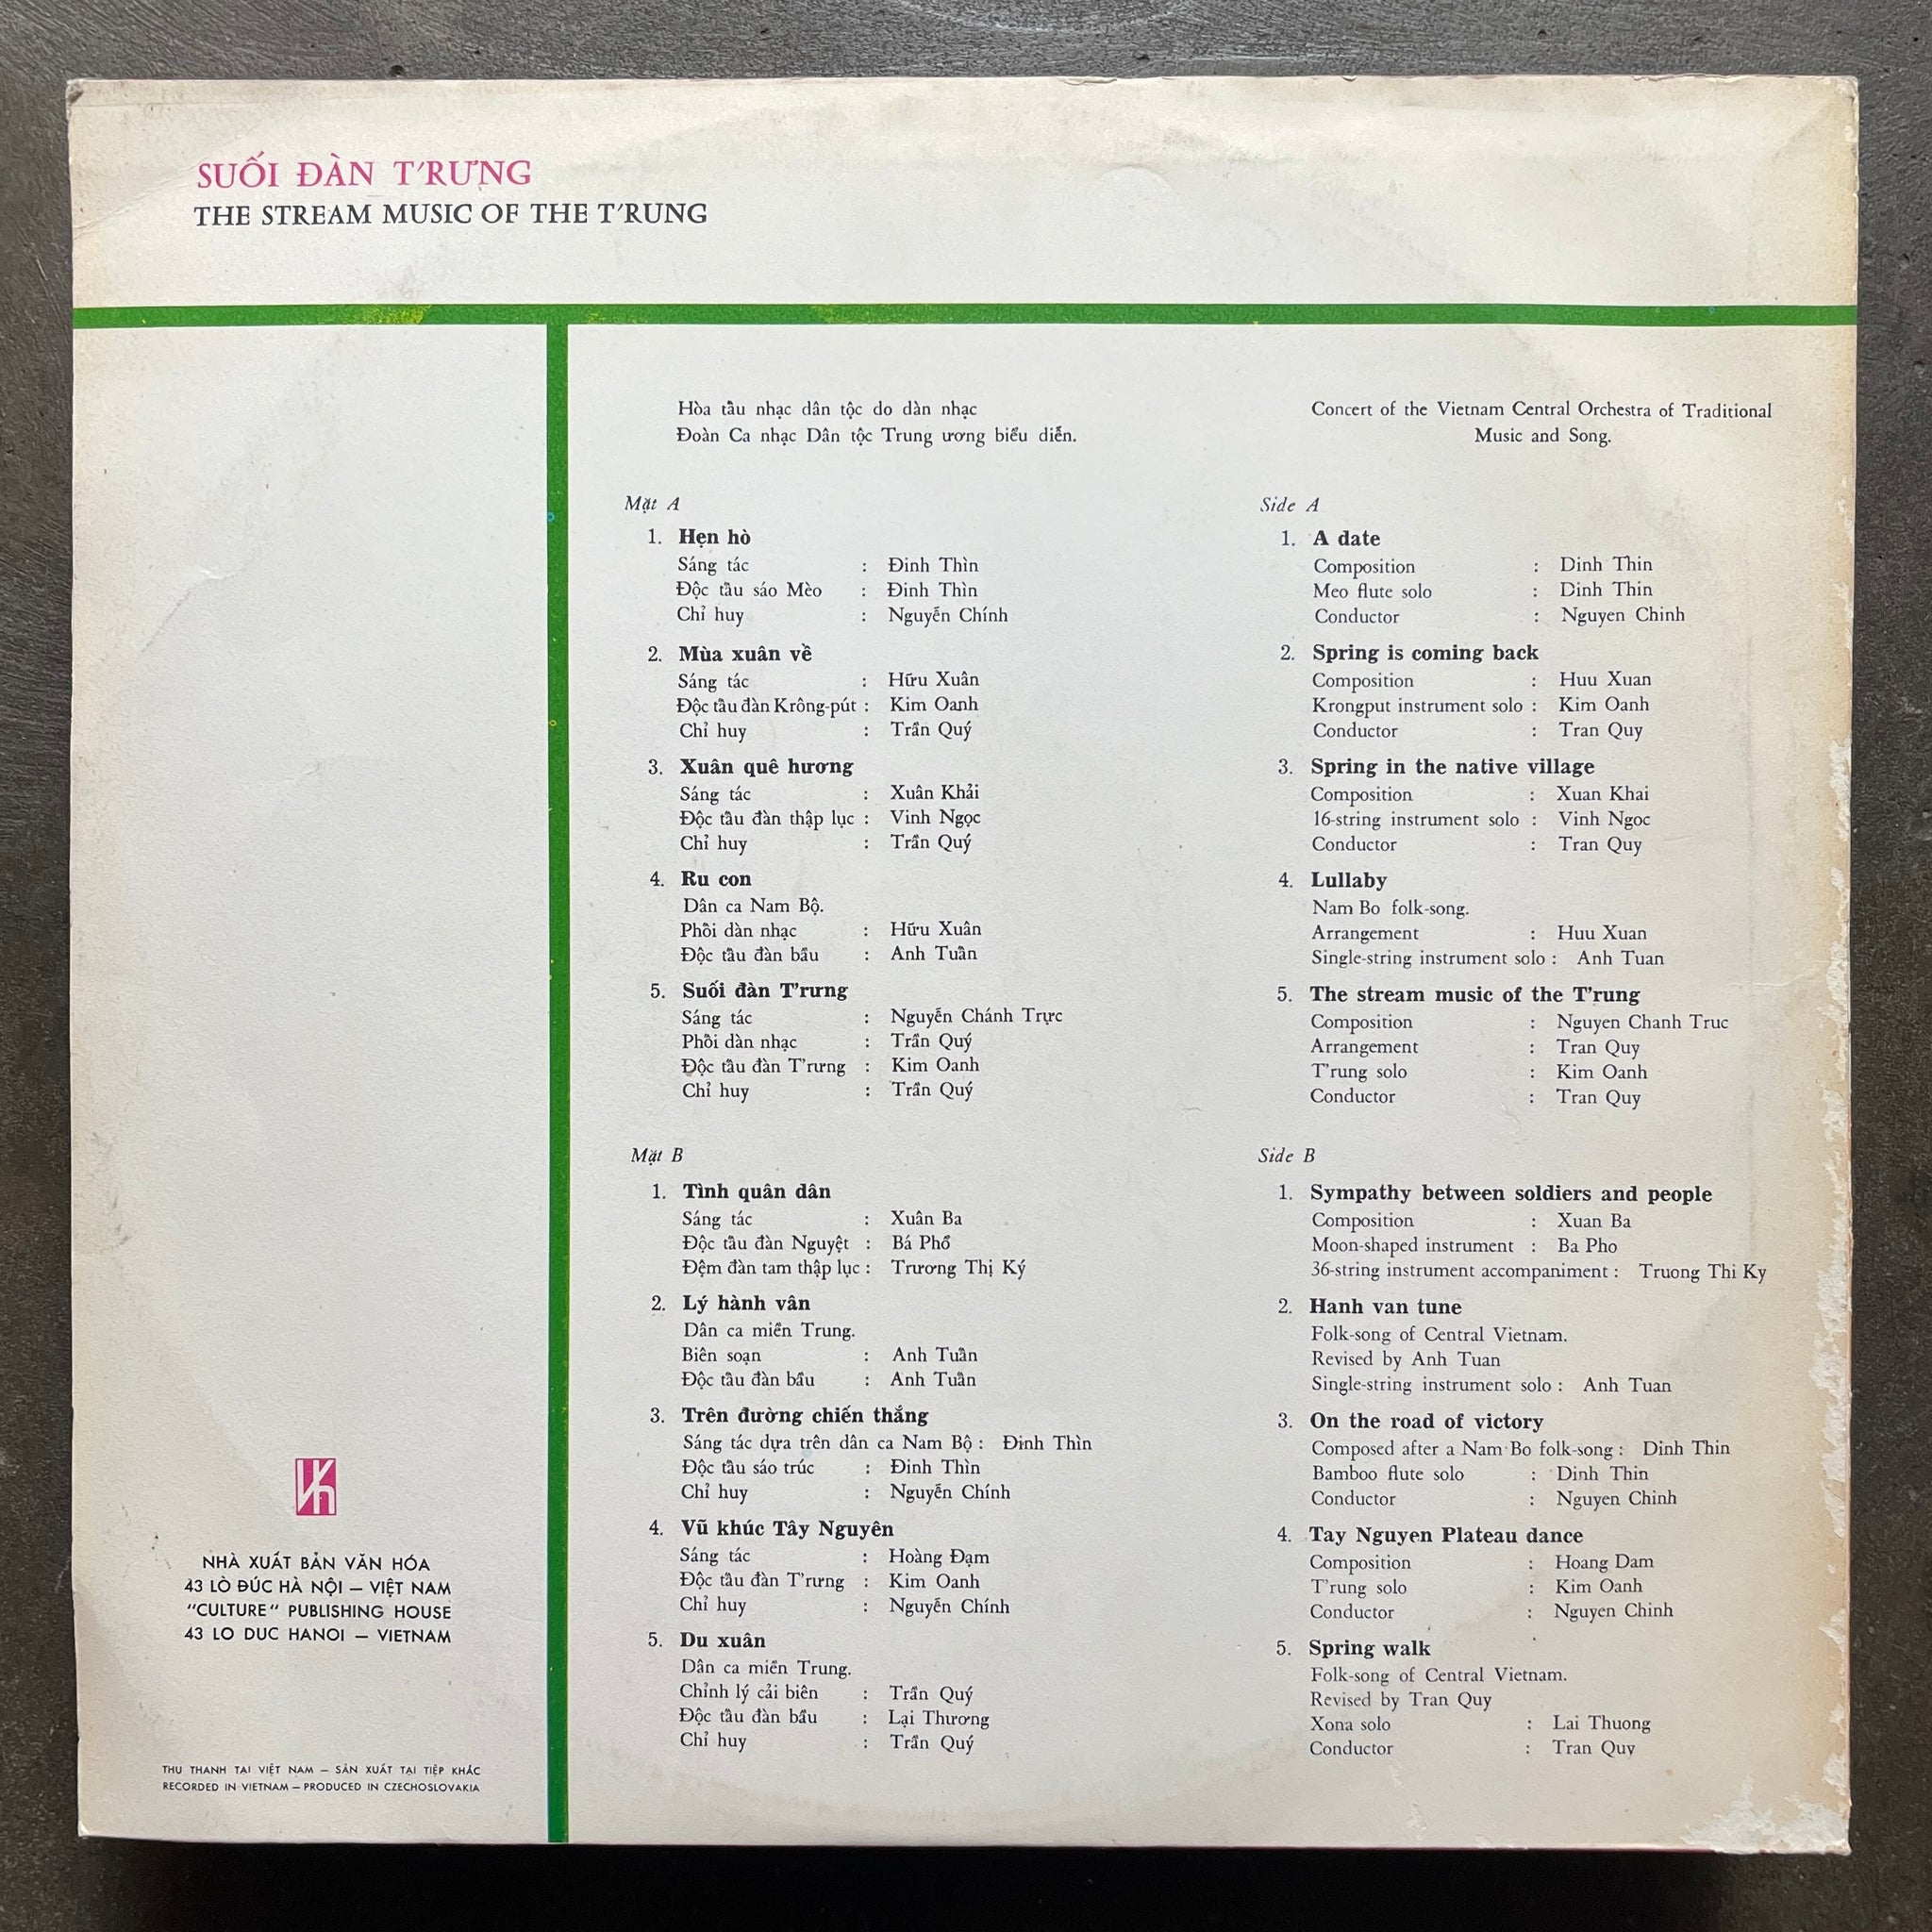 SUỐI ĐÀN T'RƯNG
THE STREAM MUSIC OF THE T'RUNG
Hòa tấu nhạc dân tộc do dàn nhạc
Đoàn Ca nhạc Dân tộc Trung ương biểu diễn.
Mặt A
1. Hẹn hò
Sáng tác : Đinh Thìn
Độc tấu sáo Mèo : Đinh Thìn
Chỉ huy : Nguyễn Chính
2. Mùa xuân về
Sáng tác : Hữu Xuân
Độc tấu đàn Krông-pút : Kim Oanh
Chỉ huy : Trần Quý
3. Xuân quê hương
Sáng tác : Xuân Khải
Độc tấu đàn thập lục : Vinh Ngọc
Chỉ huy : Trần Quý
4. Ru con
Dân ca Nam Bộ.
Phối dàn nhạc : Hữu Xuân
Độc tấu đàn bầu : Anh Tuấn
5. Suối đàn T'rưng
Sáng tác : Nguyễn Chánh Trực
Phối dàn nhạc : Trần Quý
Độc tấu đàn T'rưng : Kim Oanh
Chỉ huy : Trần Quý
Mặt B
1. Tình quân dân
Sáng tác : Xuân Ba
Độc tấu đàn Nguyệt : Bá Phổ
Đệm đàn tam thập lục : Trương Thị Ký
2. Lý hành vân
Dân ca miền Trung.
Biên soạn : Anh Tuấn
Độc tấu đàn bầu : Anh Tuấn
3. Trên đường chiến thắng
Sáng tác dựa trên dân ca Nam Bộ : Đinh Thìn
Độc tấu sáo trúc : Đinh Thìn
Chỉ huy : Nguyễn Chính
4. Vũ khúc Tây Nguyên
Sáng tác : Hoàng Đạm
Độc tấu đàn T'rưng : Kim Oanh
Chỉ huy : Nguyễn Chính
5. Du xuân
Dân ca miền Trung.
Chỉnh lý cải biên : Trần Quý
Độc tấu đàn bầu : Lại Thương
Chỉ huy : Trần Quý
Concert of the Vietnam Central Orchestra of Traditional
Music and Song.
Side A
1. A date
Composition : Dinh Thin
Meo flute solo : Dinh Thin
Conductor : Nguyen Chinh
2. Spring is coming back
Composition : Huu Xuan
Krongput instrument solo : Kim Oanh
Conductor : Tran Quy
3. Spring in the native village
Composition : Xuan Khai
16-string instrument solo : Vinh Ngoc
Conductor : Tran Quy
4. Lullaby
Nam Bo folk-song.
Arrangement : Huu Xuan
Single-string instrument solo : Anh Tuan
5. The stream music of the T'rung
Composition : Nguyen Chanh Truc
Arrangement : Tran Quy
T'rung solo : Kim Oanh
Conductor : Tran Quy
Side B
1. Sympathy between soldiers and people
Composition : Xuan Ba
Moon-shaped instrument : Ba Pho
36-string instrument accompaniment : Truong Thi Ky
2. Hanh van tune
Folk-song of Central Vietnam.
Revised by Anh Tuan
Single-string instrument solo : Anh Tuan
3. On the road of victory
Composed after a Nam Bo folk-song : Dinh Thin
Bamboo flute solo : Dinh Thin
Conductor : Nguyen Chinh
4. Tay Nguyen Plateau dance
Composition : Hoang Dam
T'rung solo : Kim Oanh
Conductor : Nguyen Chinh
5. Spring walk
Folk-song of Central Vietnam.
Revised by Tran Quy
Xona solo : Lai Thuong
Conductor : Tran Quy
NHÀ XUẤT BẢN VĂN HÓA
43 LÒ ĐÚC HÀ NỘI — VIỆT NAM
"CULTURE" PUBLISHING HOUSE
43 LO DUC HANOI — VIETNAM
THU THANH TẠI VIỆT NAM — SẢN XUẤT TẠI TIỆP KHẮC
RECORDED IN VIETNAM — PRODUCED IN CZECHOSLOVAKIA